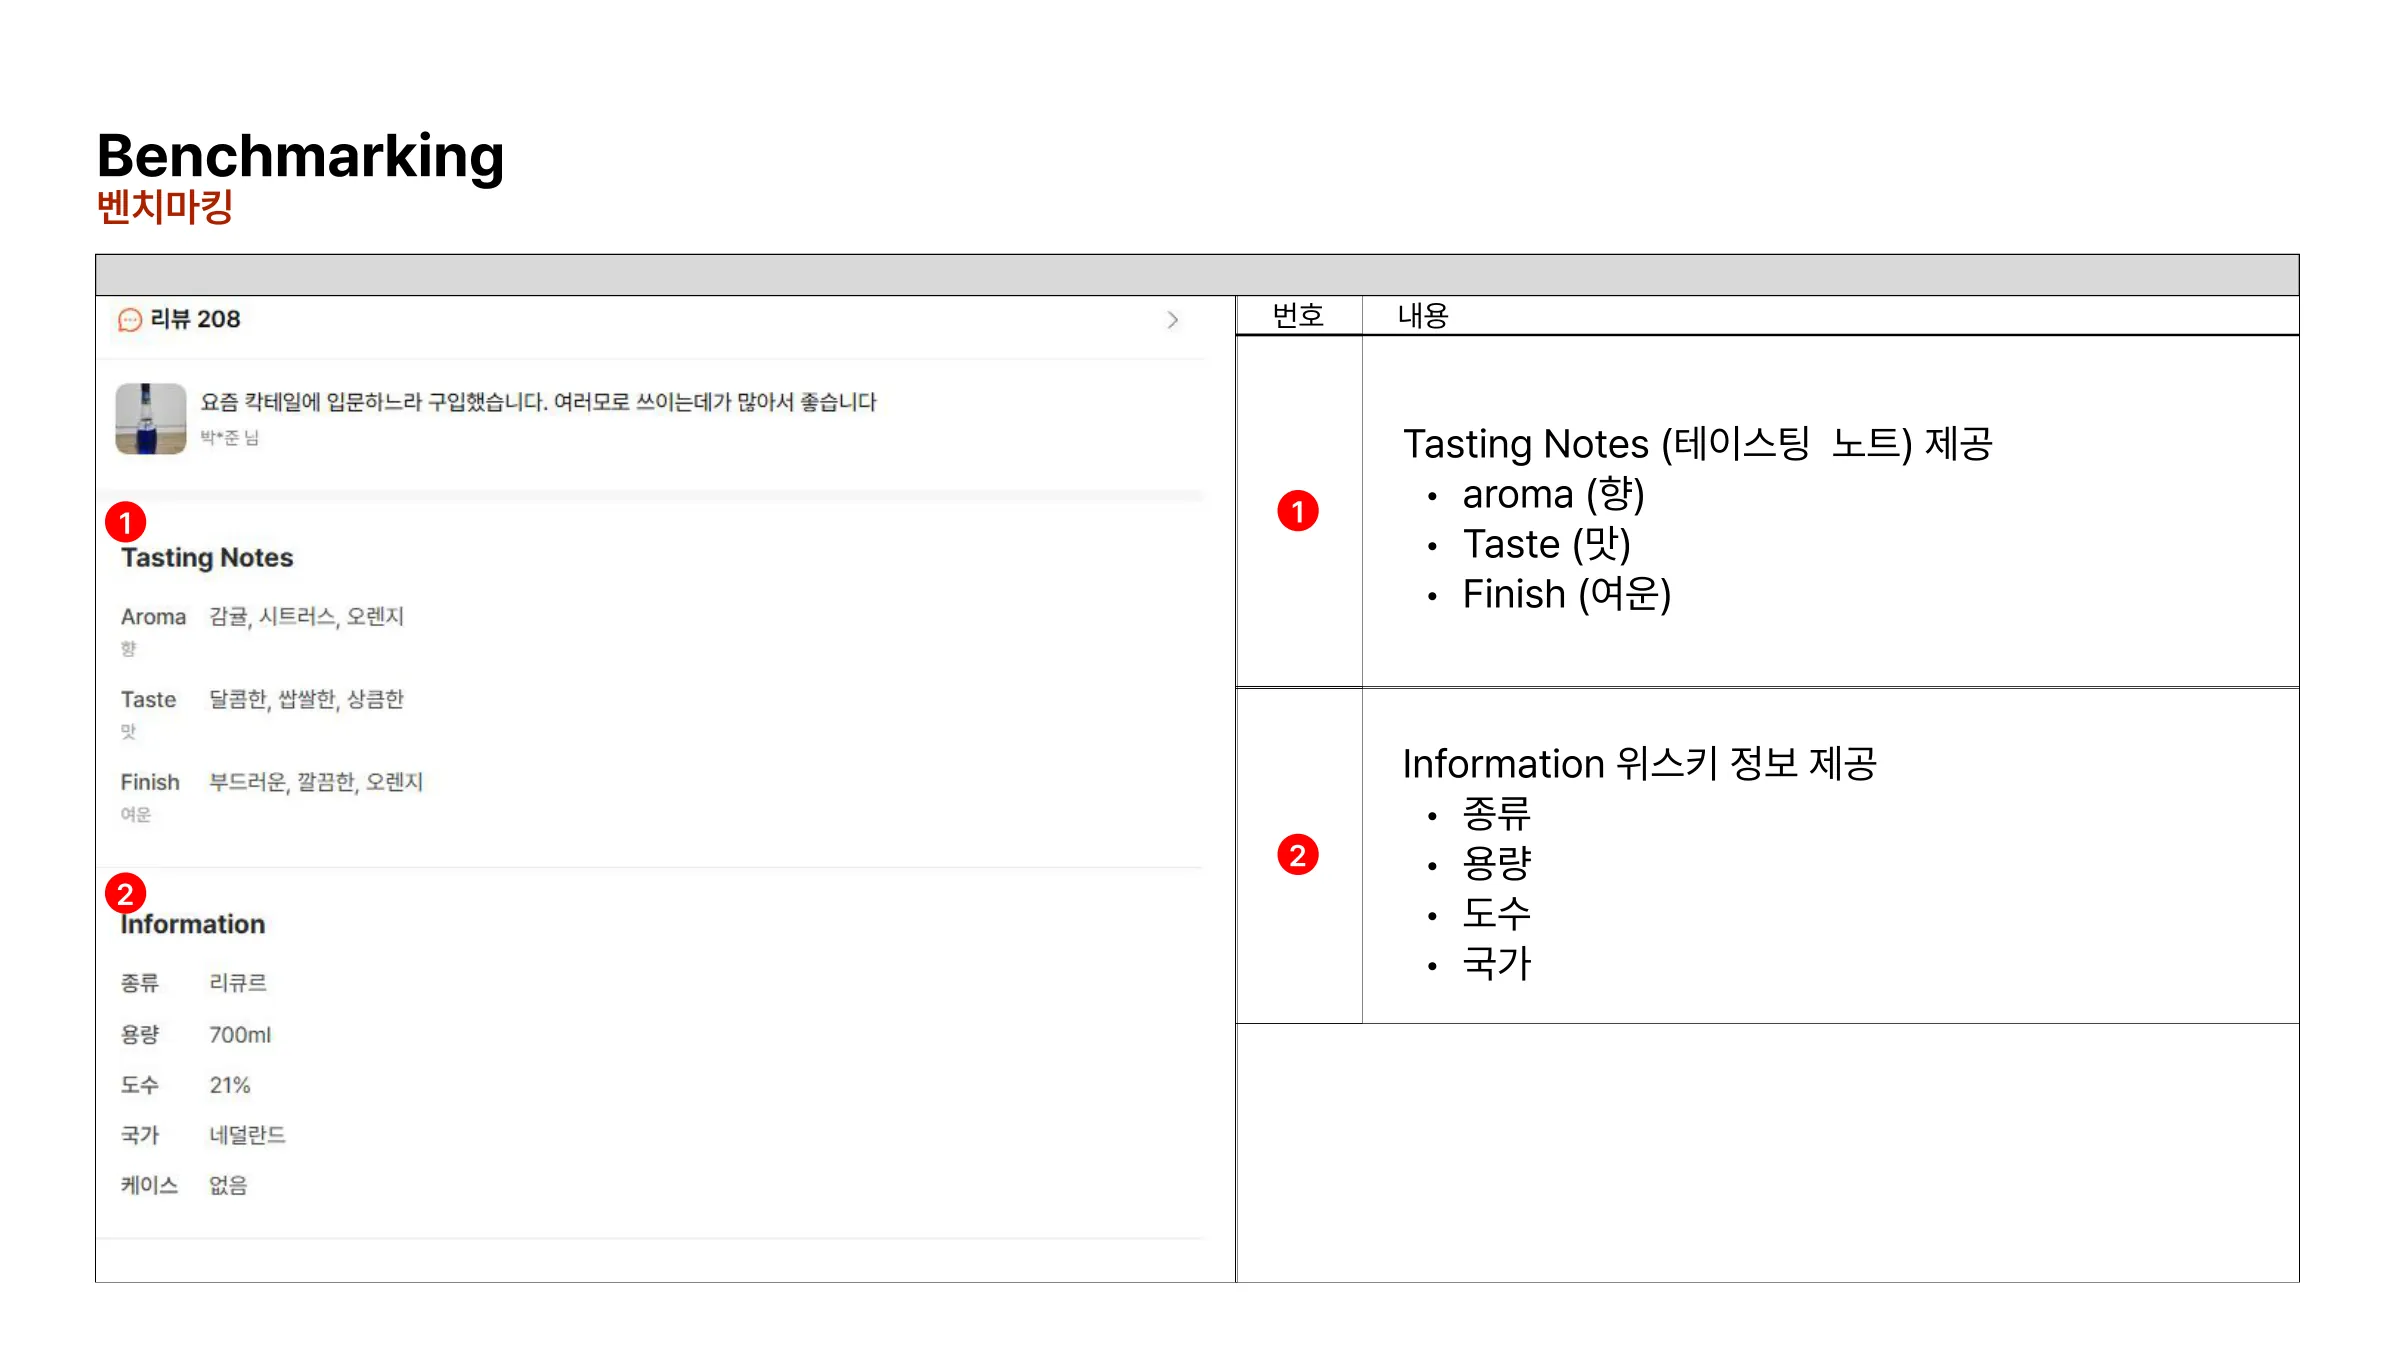 Benchmarking
벤치마킹
리뷰 208
요즘 칵테일에 입문하느라 구입했습니다. 여러모로 쓰이는데가 많아서 좋습니다
박*준 님
1
Tasting Notes
Aroma 감귤, 시트러스, 오렌지
향
Taste 달콤한, 쌉쌀한, 상큼한
맛
Finish 부드러운, 깔끔한, 오렌지
여운
2
Information
종류 리큐르
용량 700ml
도수 21%
국가 네덜란드
케이스 없음
번호 내용
1
Tasting Notes (테이스팅 노트) 제공
• aroma (향)
• Taste (맛)
• Finish (여운)
2
Information 위스키 정보 제공
• 종류
• 용량
• 도수
• 국가